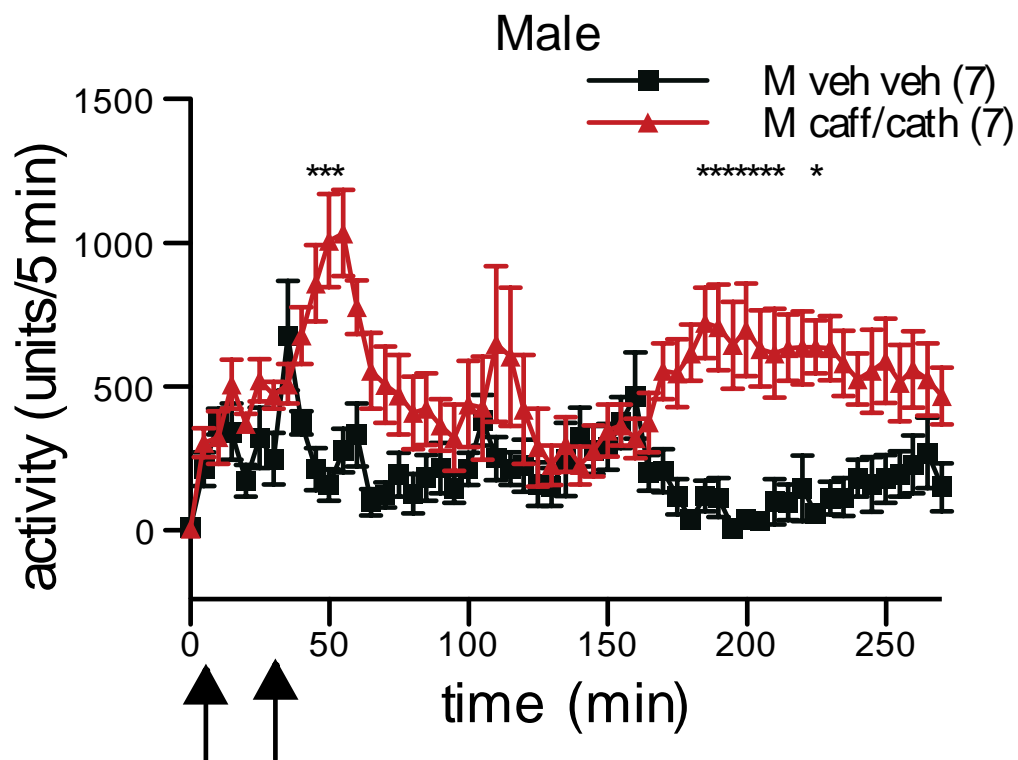 Male
M veh veh (7)
M caff/cath (7)
1500
1000
500
0
activity (units/5 min)
*** ******* *
0 50 100 150 200 250
time (min)